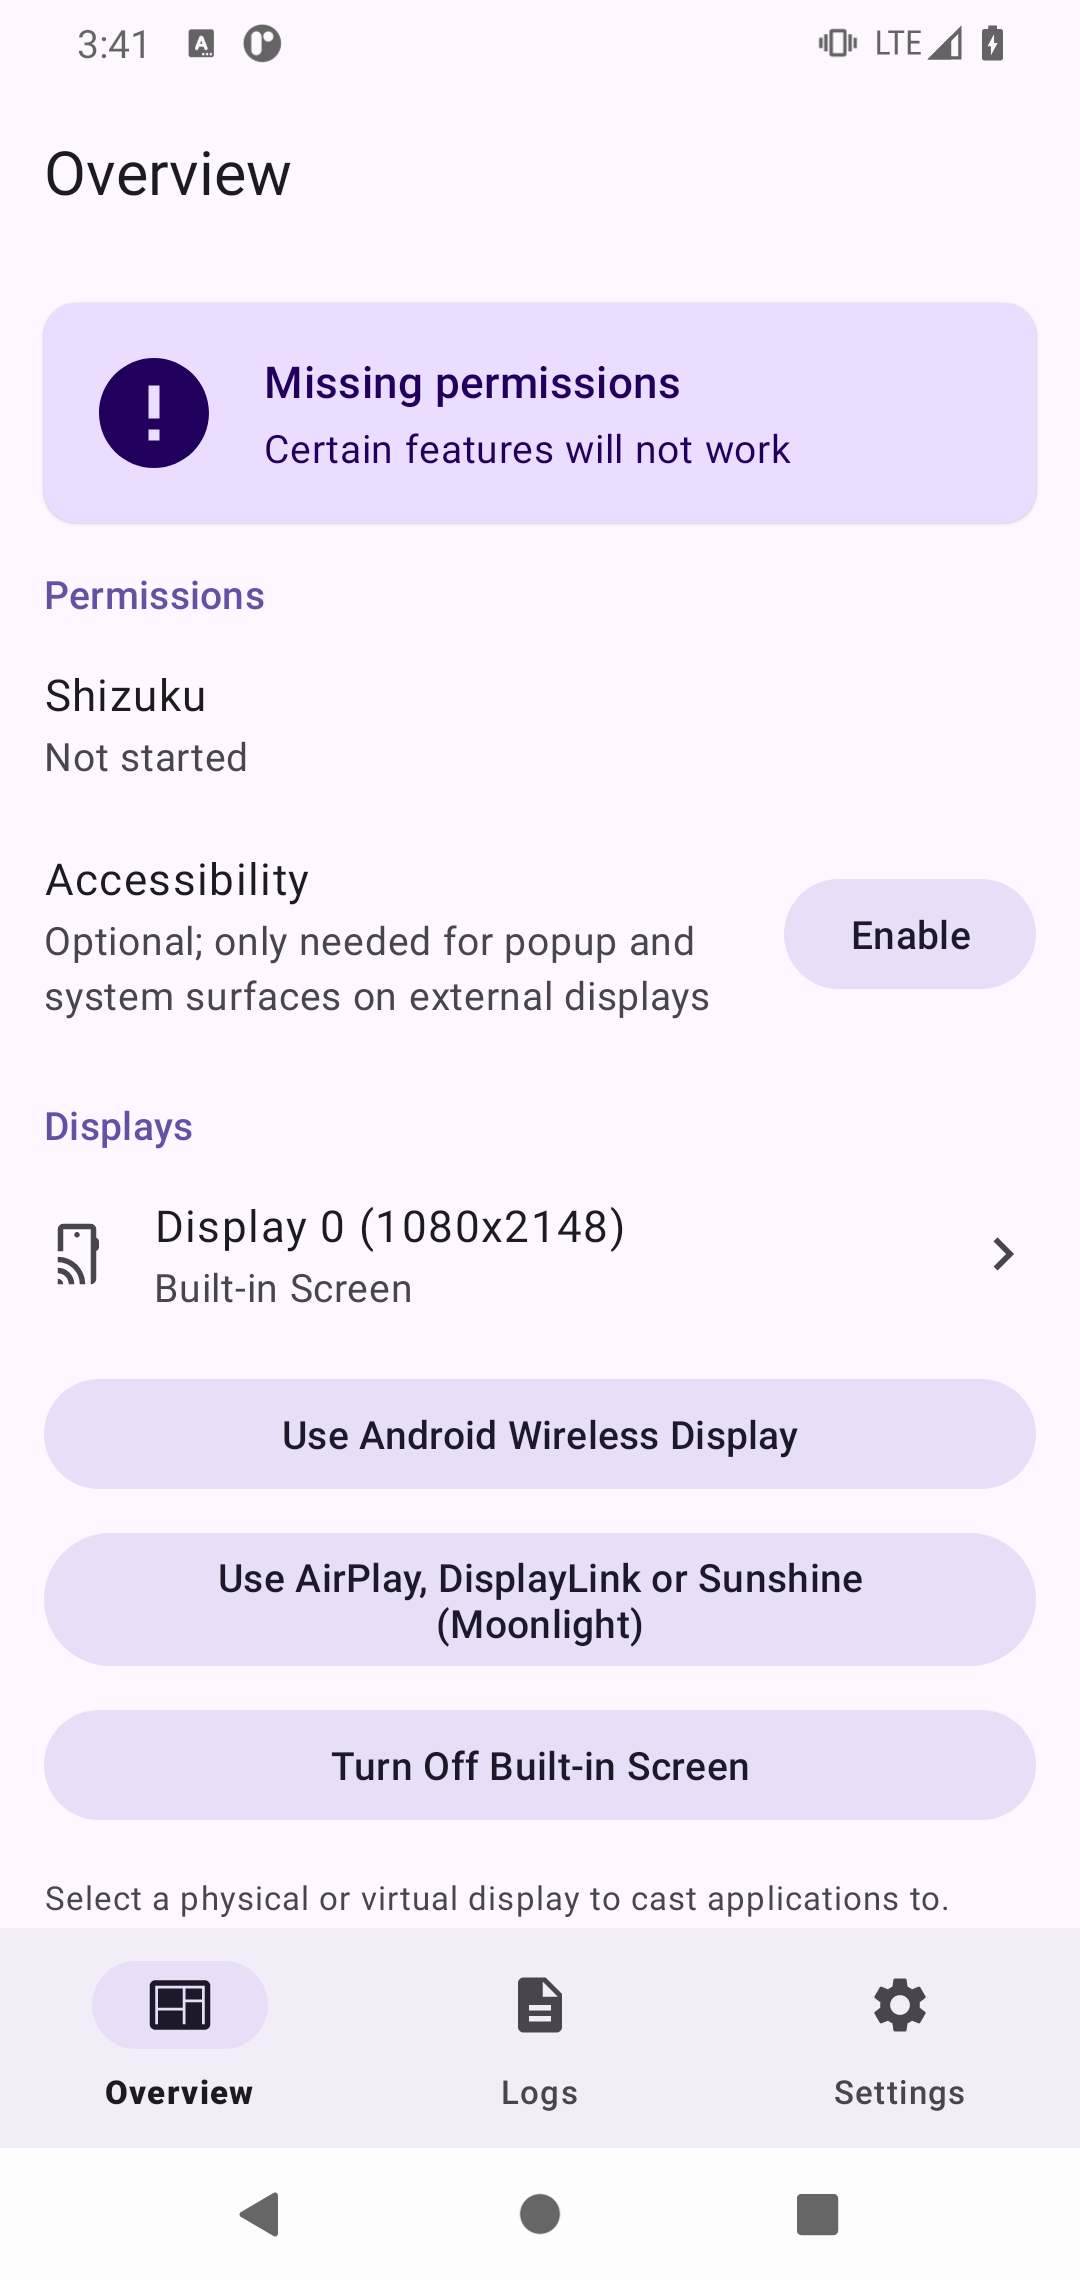 3:41
LTE
Overview
Missing permissions
Certain features will not work
Permissions
Shizuku
Not started
Accessibility
Optional; only needed for popup and
system surfaces on external displays
Enable
Displays
Display 0 (1080x2148)
Built-in Screen
Use Android Wireless Display
Use AirPlay, DisplayLink or Sunshine
(Moonlight)
Turn Off Built-in Screen
Select a physical or virtual display to cast applications to.
Overview
Logs
Settings